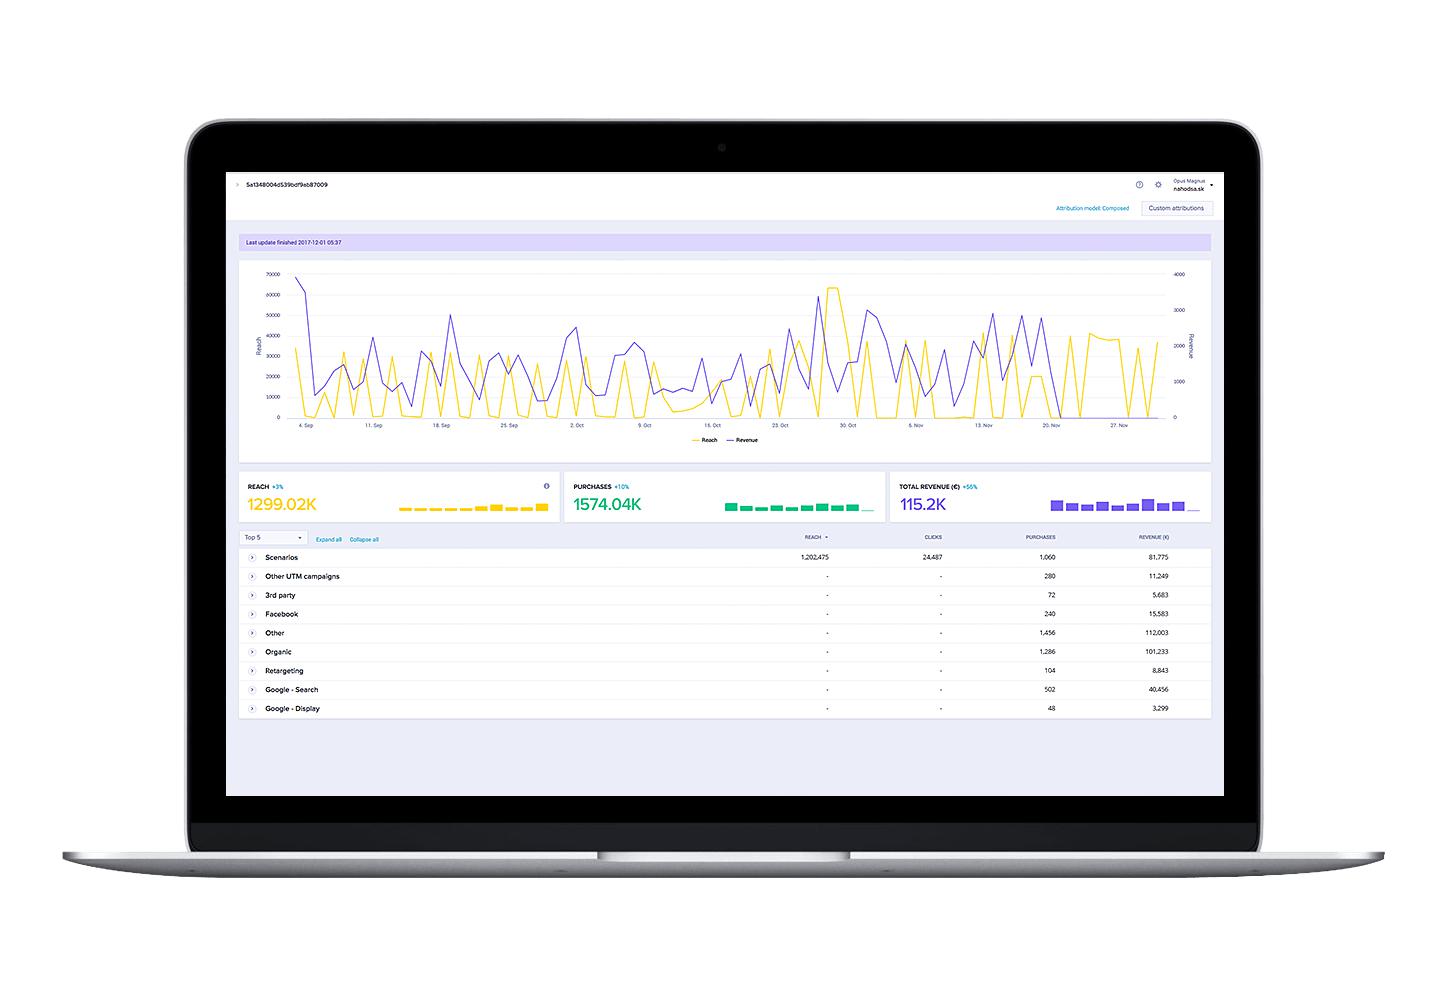 5a1348004d539bdf9eb87009
Opus Magnus
nahodsa.sk
Attribution model: Composed
Custom attributions
Last update finished 2017-12-01 05:37
70000
60000
50000
40000
30000
20000
10000
0
Reach
4000
3000
2000
1000
0
Revenue
4. Sep 11. Sep 18. Sep 25. Sep 2. Oct 9. Oct 16. Oct 23. Oct 30. Oct 6. Nov 13. Nov 20. Nov 27. Nov
Reach Revenue
REACH +3%
1299.02K
PURCHASES +10%
1574.04K
TOTAL REVENUE (€) +56%
115.2K
Top 5 Expand all Collapse all REACH CLICKS PURCHASES REVENUE (€)
Scenarios 1,202,475 24,487 1,060 81,775
Other UTM campaigns - - 280 11,249
3rd party - - 72 5,683
Facebook - - 240 15,583
Other - - 1,456 112,003
Organic - - 1,286 101,233
Retargeting - - 104 8,843
Google - Search - - 502 40,456
Google - Display - - 48 3,299